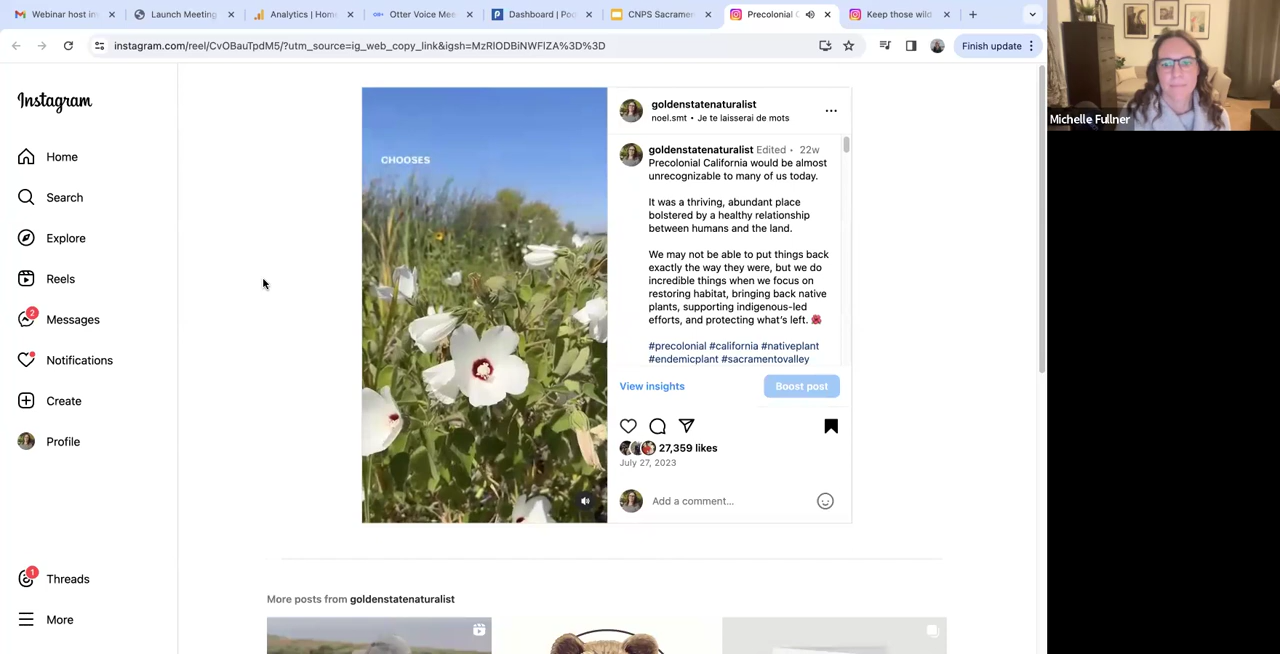 Webinar host in
Launch Meeting
Analytics | Hom
Otter Voice Mee
Dashboard | Po
CNPS Sacramer
Precolonial C
Keep those wild
instagram.com/reel/CvOBauTpdM5/?utm_source=ig_web_copy_link&igsh=MzRlODBiNWFlZA%3D%3D
Finish update
Instagram
Home
Search
Explore
Reels
2
Messages
Notifications
Create
Profile
1
Threads
More
CHOOSES
goldenstatenaturalist
noel.smt • Je te laisserai de mots
goldenstatenaturalist Edited • 22w
Precolonial California would be almost
unrecognizable to many of us today.
It was a thriving, abundant place
bolstered by a healthy relationship
between humans and the land.
We may not be able to put things back
exactly the way they were, but we do
incredible things when we focus on
restoring habitat, bringing back native
plants, supporting indigenous-led
efforts, and protecting what's left. 🌺
#precolonial #california #nativeplant
#endemicplant #sacramentovalley
View insights
Boost post
27,359 likes
July 27, 2023
Add a comment...
More posts from goldenstatenaturalist
Michelle Fullner